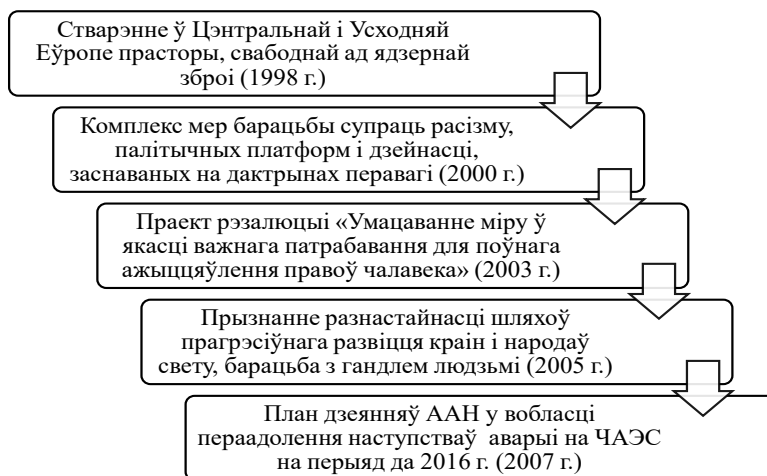 Стварэнне ў Цэнтральнай і Усходняй
Еўропе прасторы, свабоднай ад ядзернай
зброі (1998 г.)
Комплекс мер барацьбы супраць расізму,
палітычных платформ і дзейнасці,
заснаваных на дактрынах перавагі (2000 г.)
Праект рэзалюцыі «Умацаванне міру ў
якасці важнага патрабавання для поўнага
ажыццяўлення правоў чалавека» (2003 г.)
Прызнанне разнастайнасці шляхоў
прагрэсіўнага развіцця краін і народаў
свету, барацьба з гандлем людзьмі (2005 г.)
План дзеянняў ААН у вобласці
пераадолення наступстваў аварыі на ЧАЭС
на перыяд да 2016 г. (2007 г.)